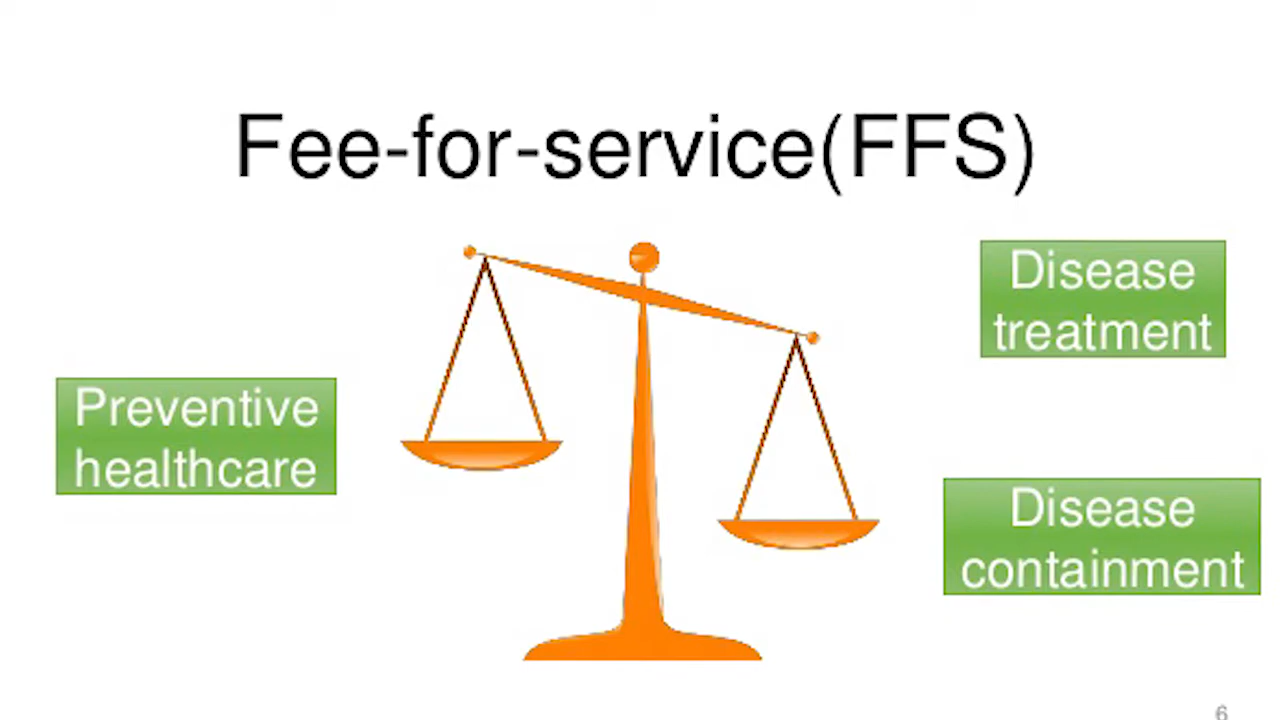 Fee-for-service(FFS)
Preventive
healthcare
Disease
treatment
Disease
containment
6